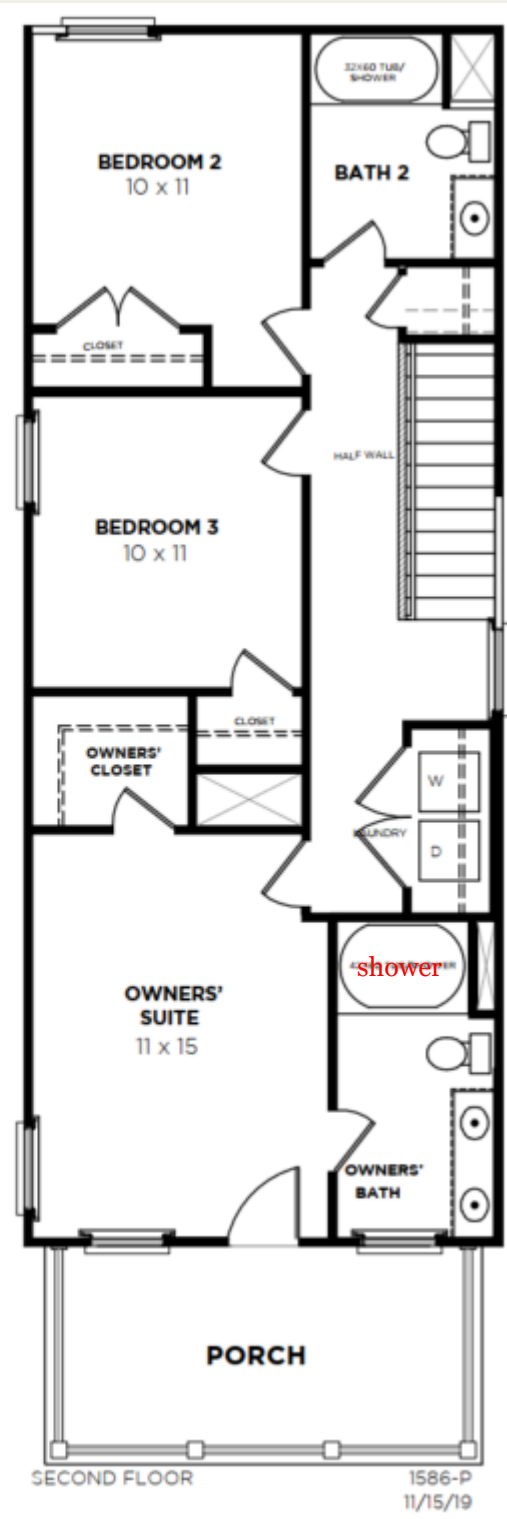 32X60 TUB/
SHOWER
BEDROOM 2
10 x 11
BATH 2
CLOSET
HALF WALL
BEDROOM 3
10 x 11
CLOSET
OWNERS'
CLOSET
W
LAUNDRY
D
shower
OWNERS'
SUITE
11 x 15
OWNERS'
BATH
PORCH
SECOND FLOOR
1586-P
11/15/19